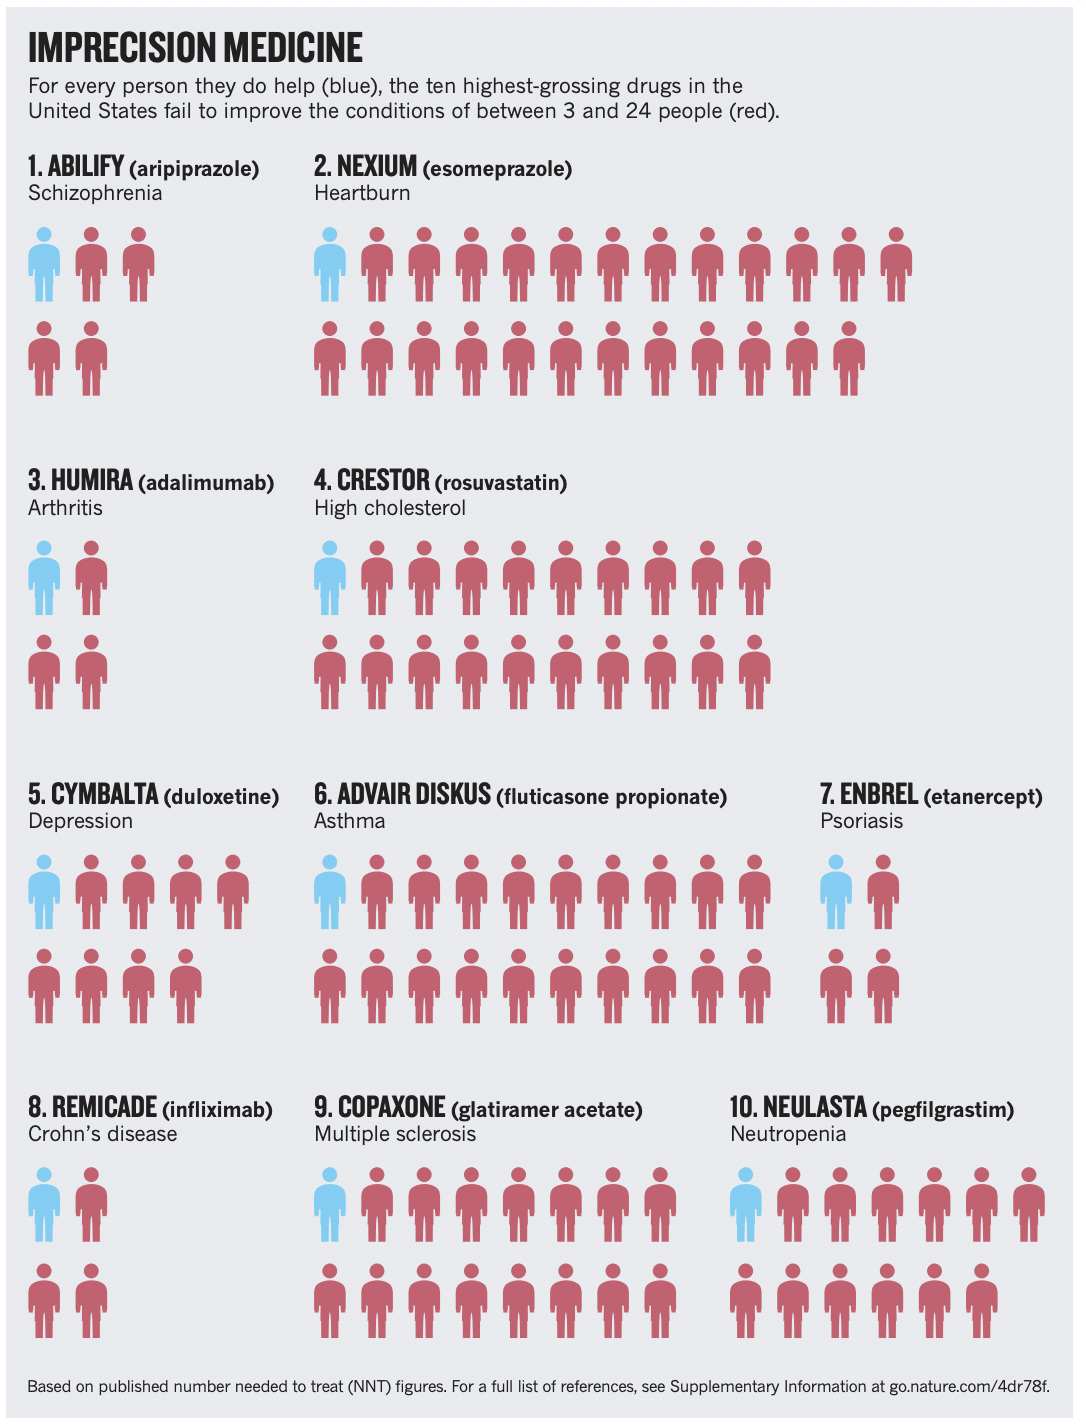 IMPRECISION MEDICINE
For every person they do help (blue), the ten highest-grossing drugs in the
United States fail to improve the conditions of between 3 and 24 people (red).
1. ABILIFY (aripiprazole)
Schizophrenia
2. NEXIUM (esomeprazole)
Heartburn
3. HUMIRA (adalimumab)
Arthritis
4. CRESTOR (rosuvastatin)
High cholesterol
5. CYMBALTA (duloxetine)
Depression
6. ADVAIR DISKUS (fluticasone propionate)
Asthma
7. ENBREL (etanercept)
Psoriasis
8. REMICADE (infliximab)
Crohn’s disease
9. COPAXONE (glatiramer acetate)
Multiple sclerosis
10. NEULASTA (pegfilgrastim)
Neutropenia
Based on published number needed to treat (NNT) figures. For a full list of references, see Supplementary Information at go.nature.com/4dr78f.